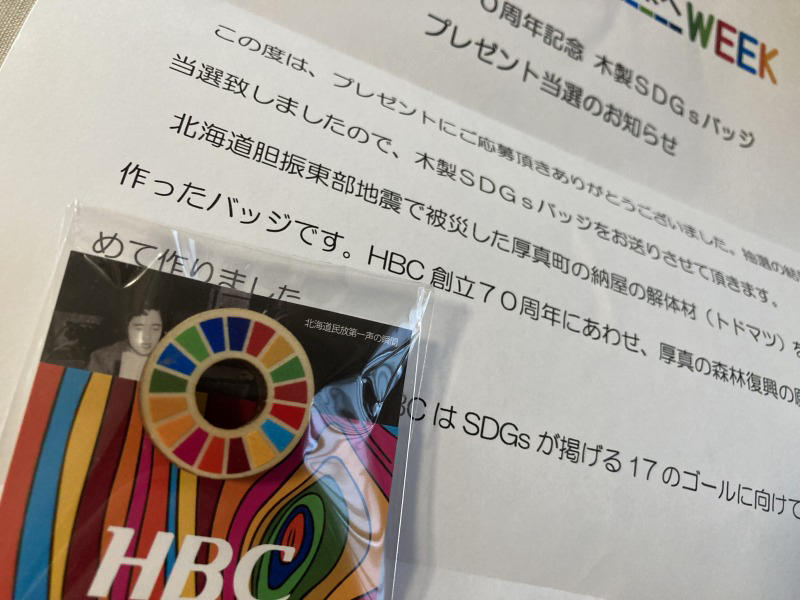 WEEK
0周年記念 木製SDGsバッジ
プレゼント当選のお知らせ
この度は、プレゼントにご応募頂きありがとうございました。抽選の結
当選致しましたので、木製SDGsバッジをお送りさせて頂きます。
北海道胆振東部地震で被災した厚真町の納屋の解体材（トドマツ）を
作ったバッジです。HBC創立70周年にあわせ、厚真の森林復興の
めて作りました
BCはSDGsが掲げる17のゴールに向けて
北海道民放第一声の瞬間
HBC